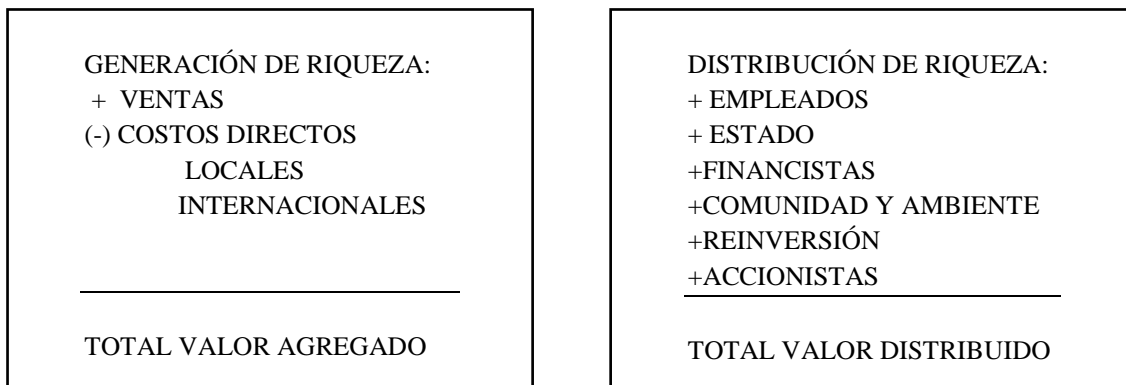 GENERACIÓN DE RIQUEZA:
+ VENTAS
(-) COSTOS DIRECTOS
LOCALES
INTERNACIONALES
TOTAL VALOR AGREGADO
DISTRIBUCIÓN DE RIQUEZA:
+ EMPLEADOS
+ ESTADO
+FINANCISTAS
+COMUNIDAD Y AMBIENTE
+REINVERSIÓN
+ACCIONISTAS
TOTAL VALOR DISTRIBUIDO